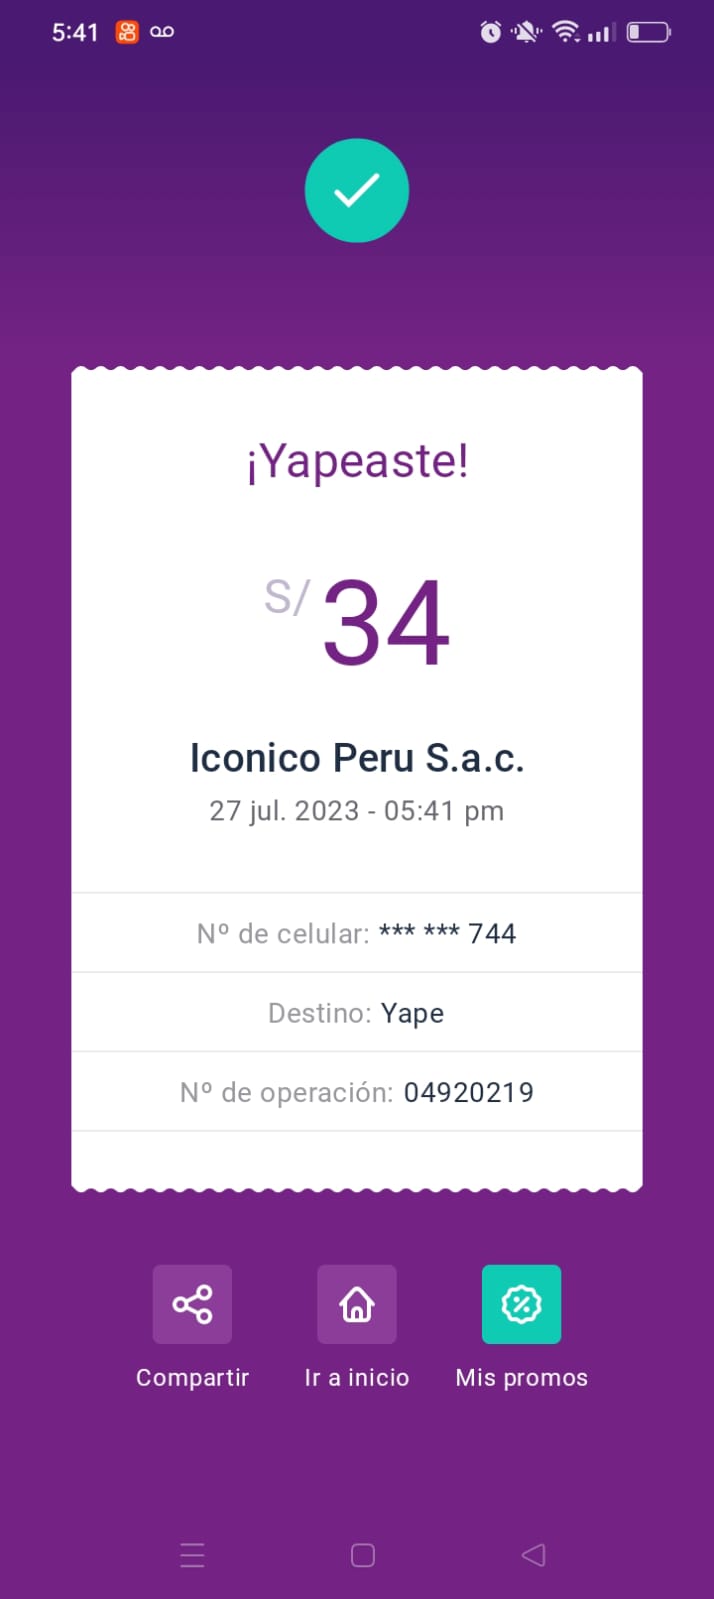 5:41
¡Yapeaste!
S/ 34
Iconico Peru S.a.c.
27 jul. 2023 - 05:41 pm
Nº de celular: *** *** 744
Destino: Yape
Nº de operación: 04920219
Compartir
Ir a inicio
Mis promos